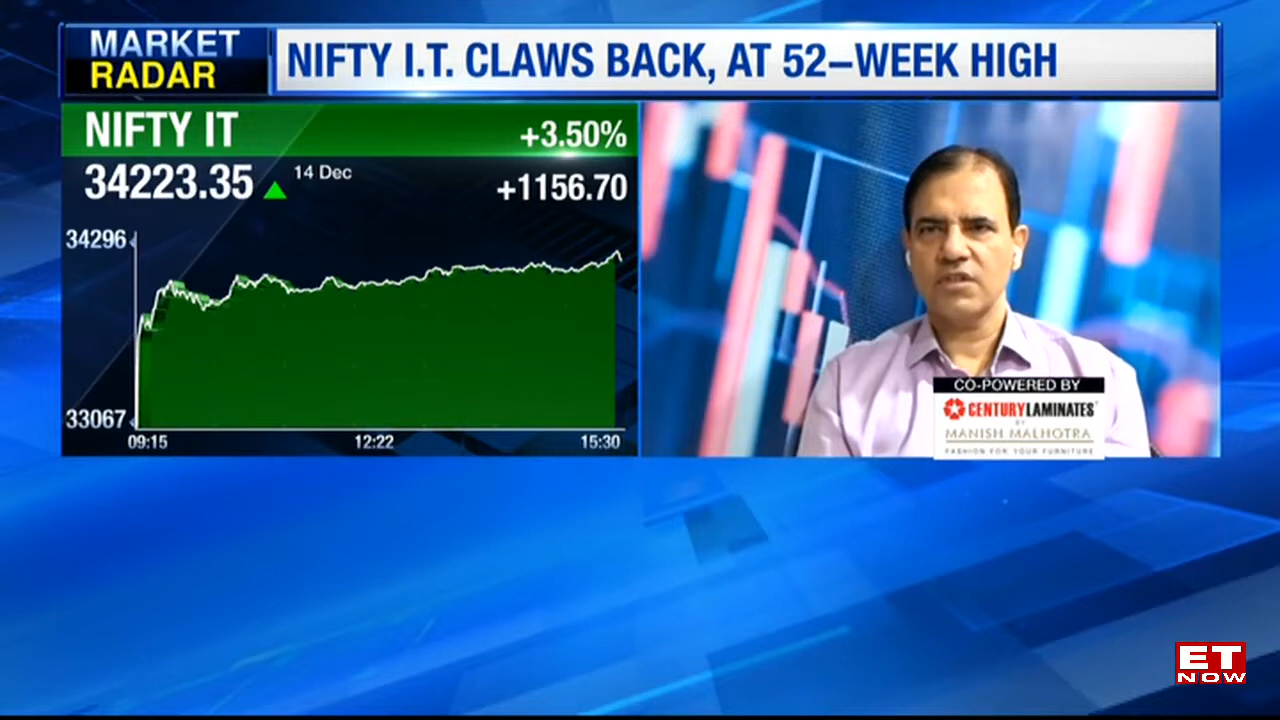 MARKET
RADAR
NIFTY I.T. CLAWS BACK, AT 52–WEEK HIGH
NIFTY IT
+3.50%
34223.35
14 Dec
+1156.70
34296
33067
09:15
12:22
15:30
CO-POWERED BY
CENTURYLAMINATES
BY
MANISH MALHOTRA
FASHION FOR YOUR FURNITURE
ET
NOW